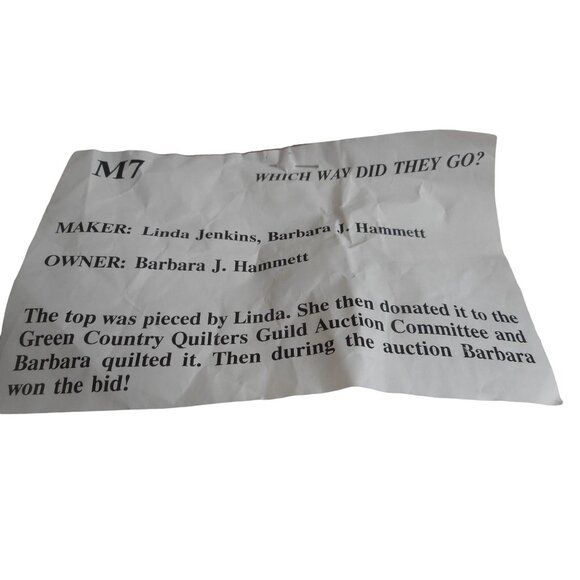 M7
WHICH WAY DID THEY GO?
MAKER: Linda Jenkins, Barbara J. Hammett
OWNER: Barbara J. Hammett
The top was pieced by Linda. She then donated it to the
Green Country Quilters Guild Auction Committee and
Barbara quilted it. Then during the auction Barbara
won the bid!